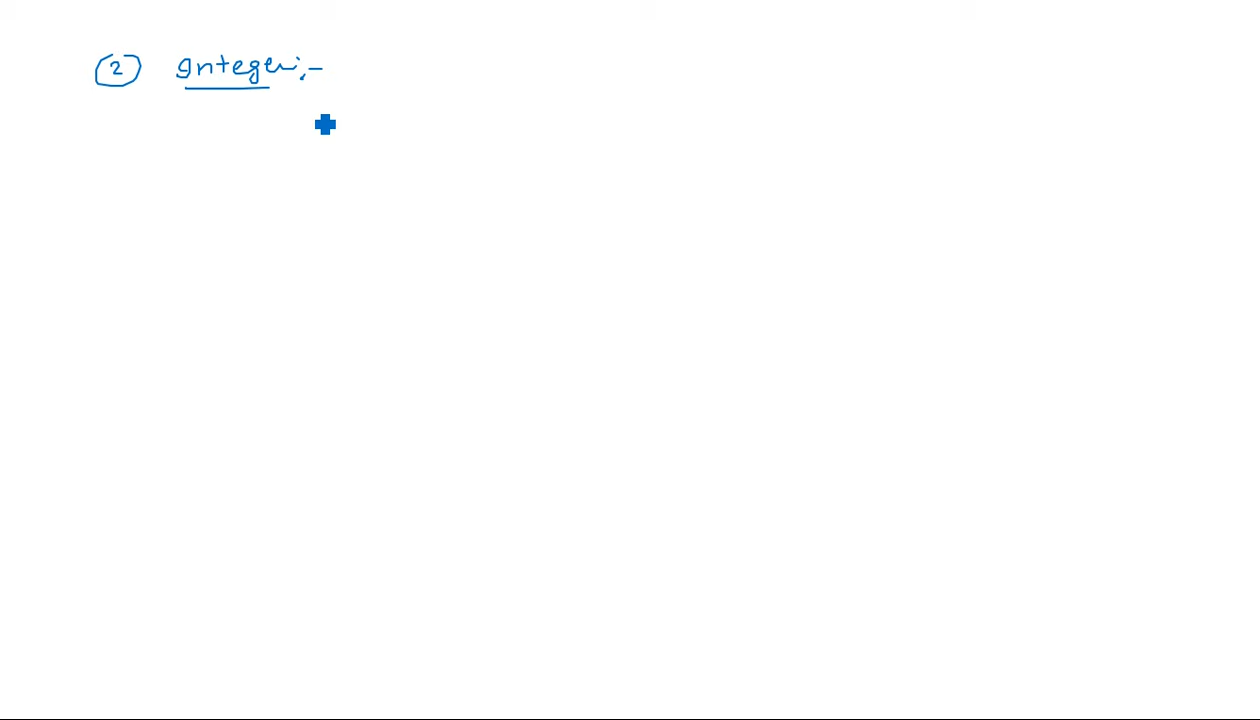 ② Integer:-